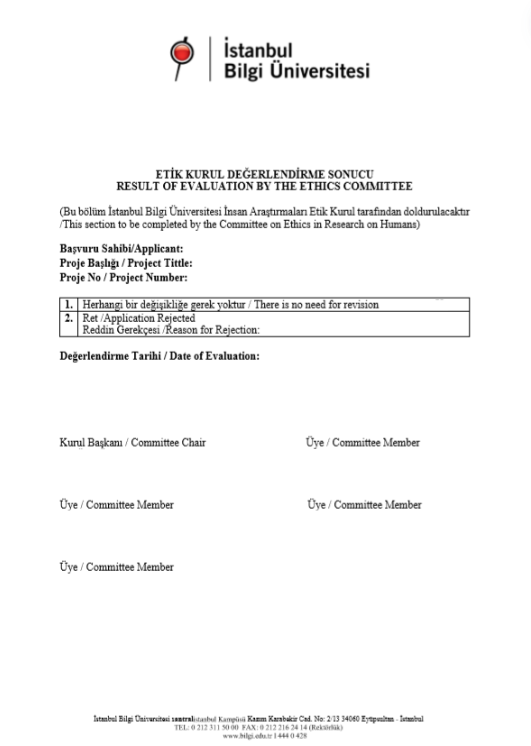 İstanbul
Bilgi Üniversitesi
ETİK KURUL DEĞERLENDİRME SONUCU
RESULT OF EVALUATION BY THE ETHICS COMMITTEE
(Bu bölüm İstanbul Bilgi Üniversitesi İnsan Araştırmaları Etik Kurul tarafından doldurulacaktır
/This section to be completed by the Committee on Ethics in Research on Humans)
Başvuru Sahibi/Applicant:
Proje Başlığı / Project Tittle:
Proje No / Project Number:
1. Herhangi bir değişikliğe gerek yoktur / There is no need for revision
2. Ret /Application Rejected
Reddin Gerekçesi /Reason for Rejection:
Değerlendirme Tarihi / Date of Evaluation:
Kurul Başkanı / Committee Chair Üye / Committee Member
Üye / Committee Member Üye / Committee Member
Üye / Committee Member
İstanbul Bilgi Üniversitesi santralistanbul Kampüsü Kazım Karabekir Cad. No: 2/13 34060 Eyüpsultan - İstanbul
TEL: 0 212 311 50 00 FAX: 0 212 216 24 14 (Rektörlük)
www.bilgi.edu.tr 1 444 0 428